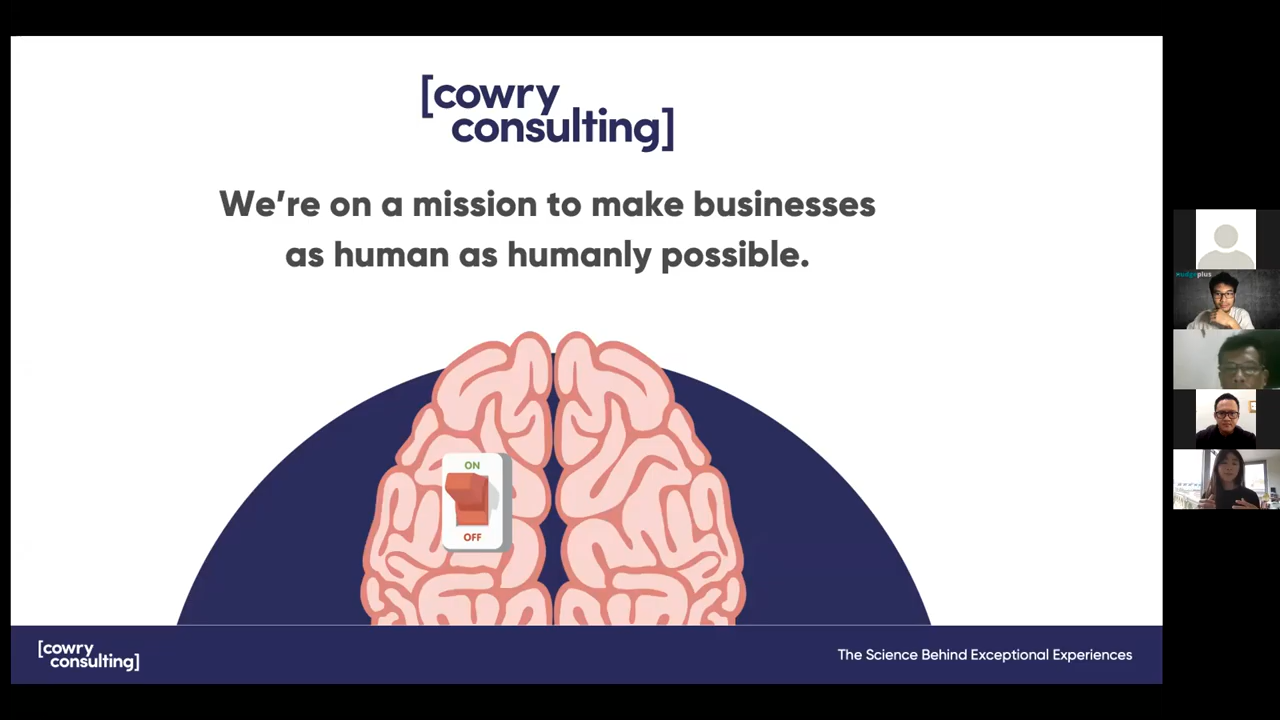 [cowry
consulting]
We’re on a mission to make businesses
as human as humanly possible.
ON
OFF
[cowry
consulting]
The Science Behind Exceptional Experiences
nudgeplus